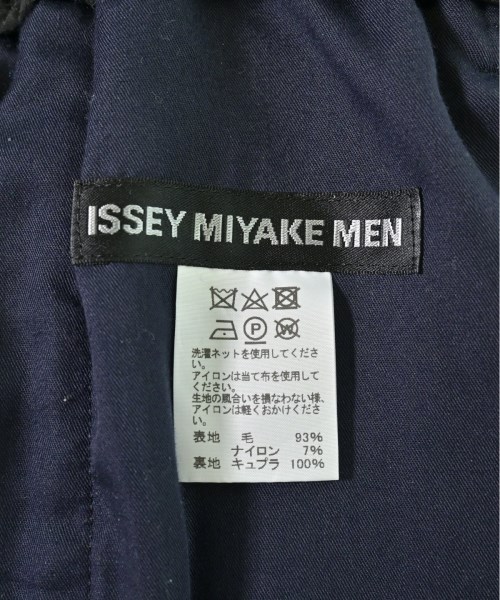 ISSEY MIYAKE MEN
P W
洗濯ネットを使用してくださ
い。
アイロンは当て布を使用して
ください。
生地の風合いを損なわない様、
アイロンは軽くおかけくださ
い。
表地 毛 93%
ナイロン 7%
裏地 キュプラ 100%